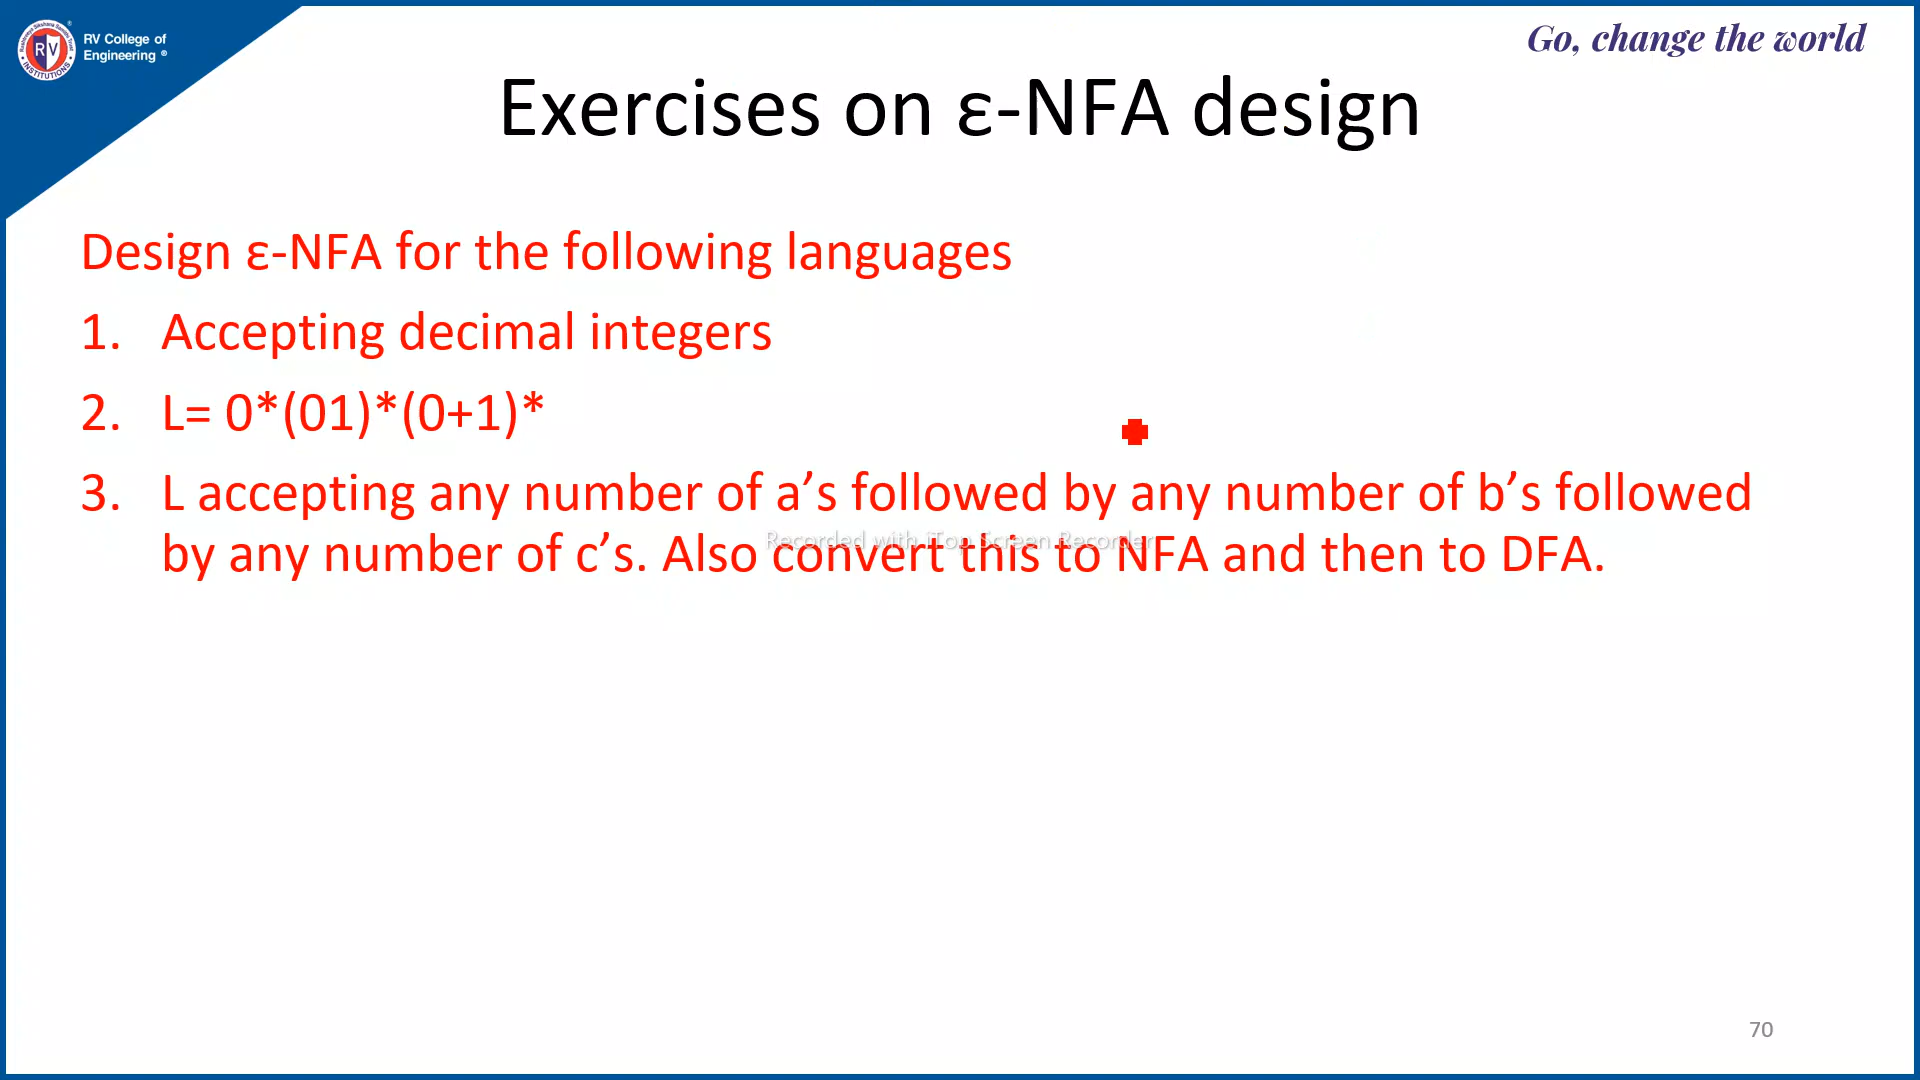 RV College of
Engineering ®
Go, change the world
Exercises on ε-NFA design
Design ε-NFA for the following languages
1. Accepting decimal integers
2. L= 0*(01)*(0+1)*
3. L accepting any number of a’s followed by any number of b’s followed
by any number of c’s. Also convert this to NFA and then to DFA.
Recorded with iTop Screen Recorder
70
RV
INSTITUTIONS